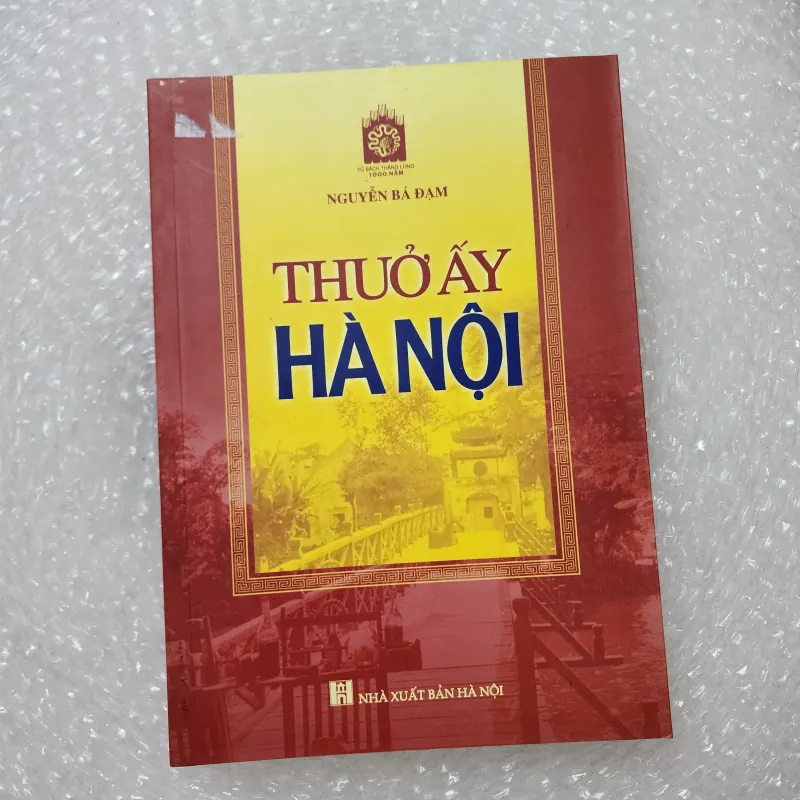 TỦ SÁCH THĂNG LONG
1000 NĂM
NGUYỄN BÁ ĐẠM
THUỞ ẤY
HÀ NỘI
NHÀ XUẤT BẢN HÀ NỘI